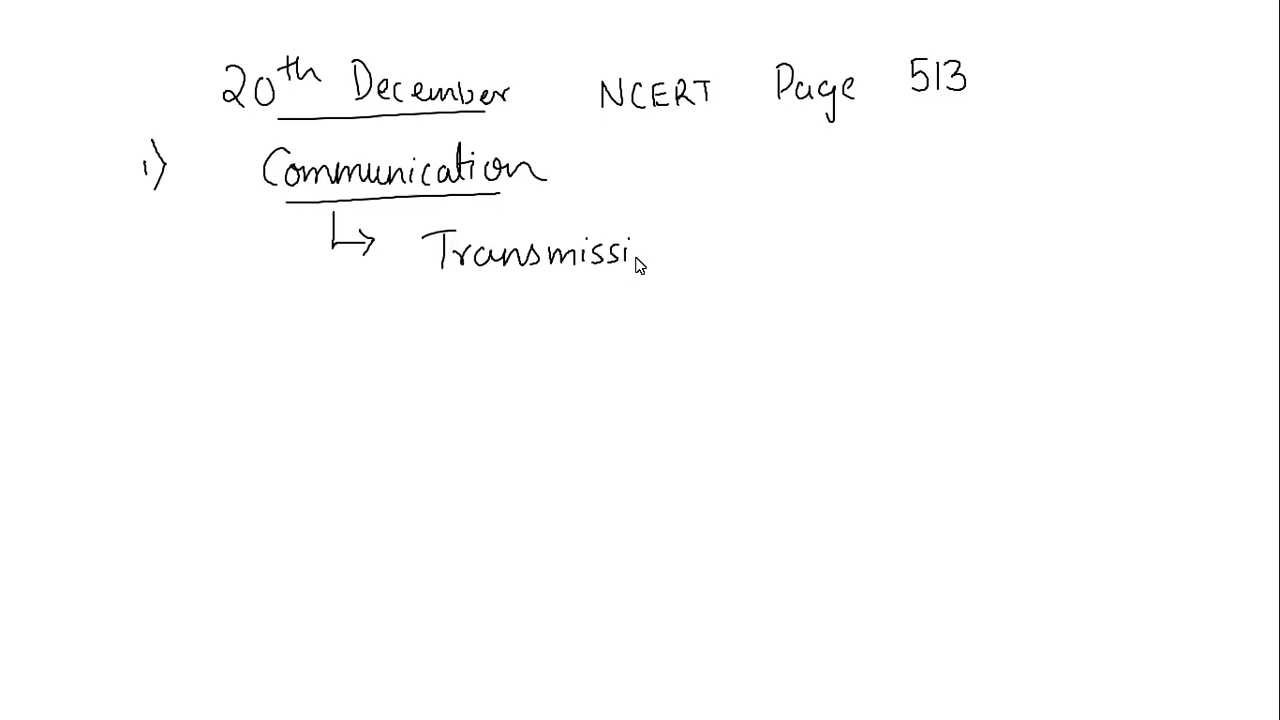 20th December NCERT Page 513
1) Communication
↳ Transmissi